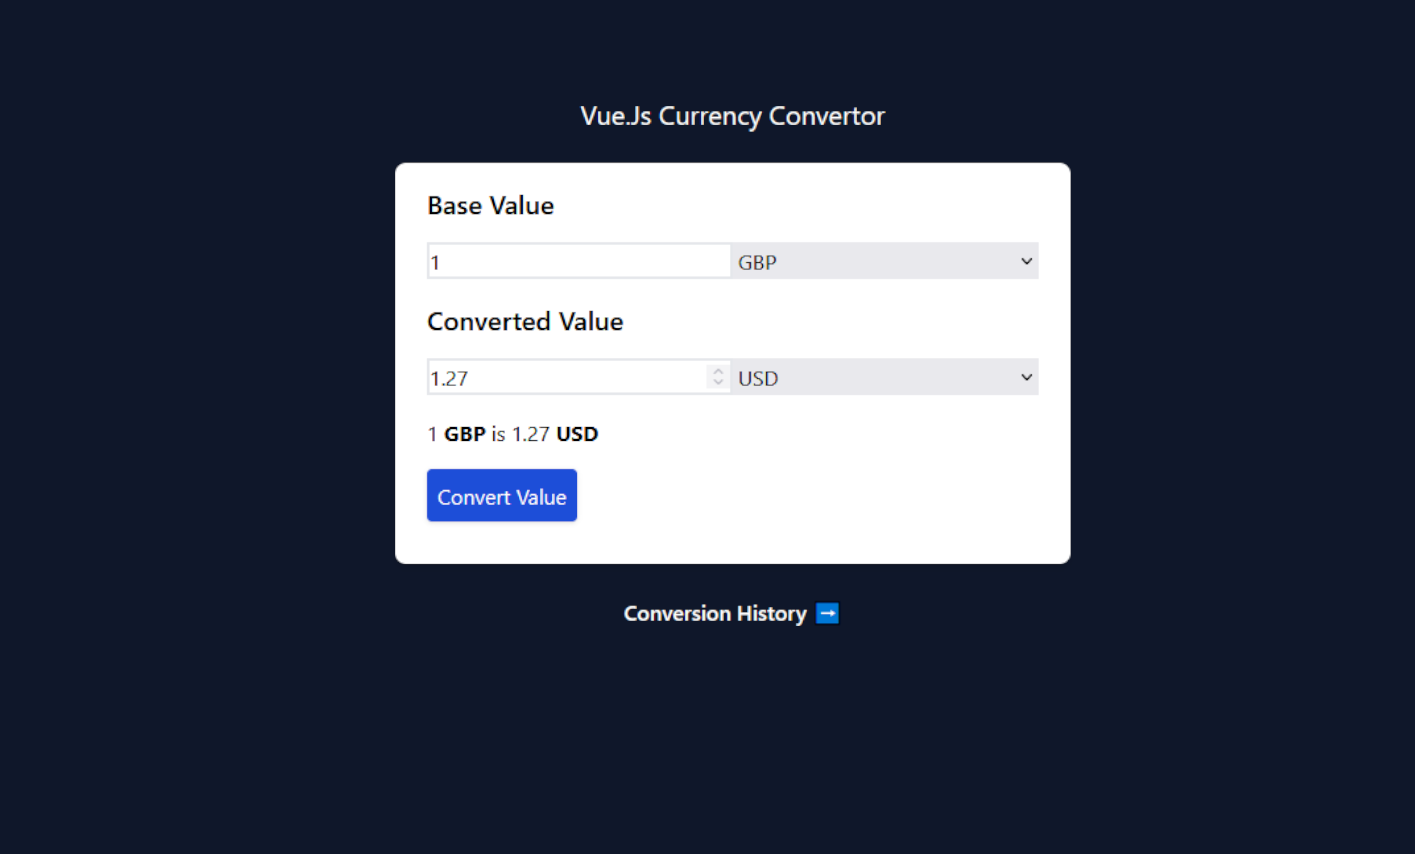 Vue.Js Currency Convertor
Base Value
1 GBP
Converted Value
1.27 USD
1 GBP is 1.27 USD
Convert Value
Conversion History ➡️